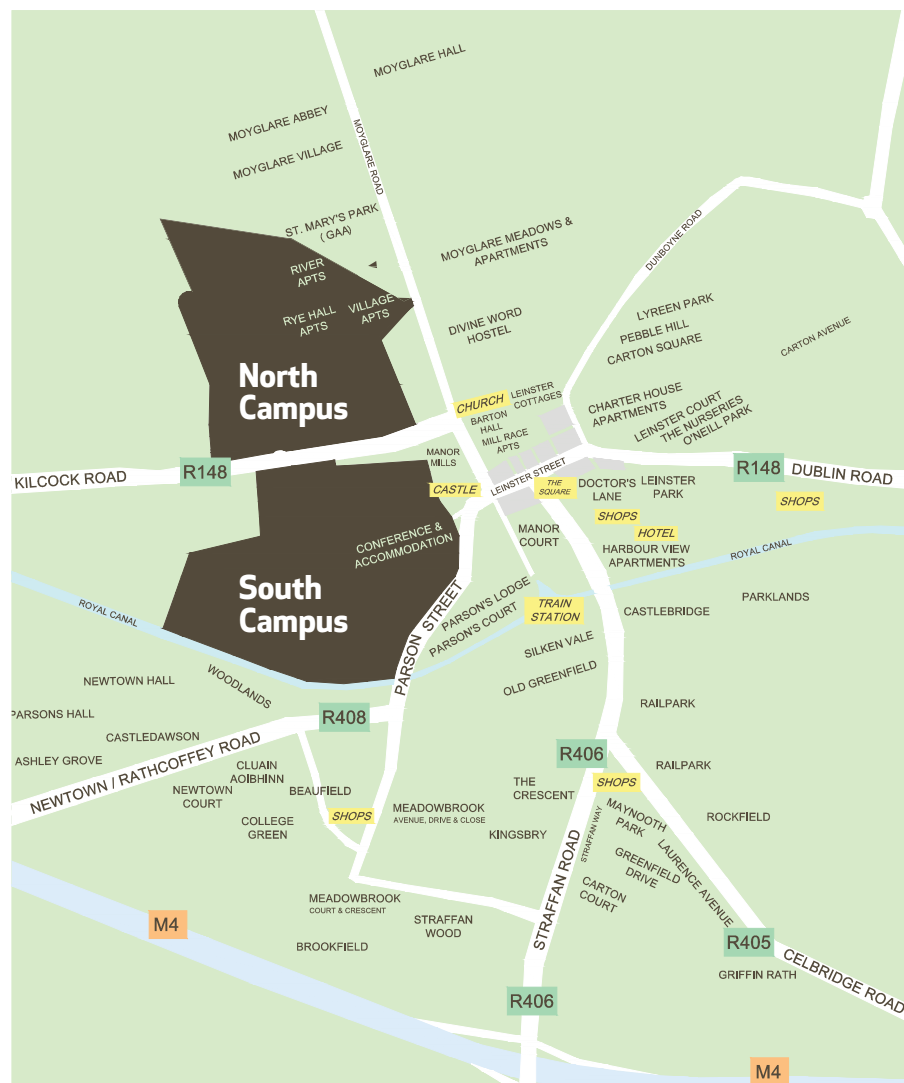 MOYGLARE HALL
MOYGLARE ABBEY
MOYGLARE ROAD
MOYGLARE VILLAGE
ST. MARY'S PARK
( GAA)
MOYGLARE MEADOWS &
APARTMENTS
DUNBOYNE ROAD
RIVER
APTS
RYE HALL
APTS
VILLAGE
APTS
DIVINE WORD
HOSTEL
LYREEN PARK
PEBBLE HILL
CARTON SQUARE
CARTON AVENUE
North
Campus
CHURCH
LEINSTER
COTTAGES
BARTON
HALL
MILL RACE
APTS
CHARTER HOUSE
APARTMENTS
LEINSTER COURT
THE NURSERIES
O'NEILL PARK
MANOR
MILLS
KILCOCK ROAD
R148
LEINSTER STREET
R148
DUBLIN ROAD
CASTLE
THE
SQUARE
DOCTOR'S
LANE
LEINSTER
PARK
SHOPS
SHOPS
HOTEL
CONFERENCE &
ACCOMMODATION
MANOR
COURT
HARBOUR VIEW
APARTMENTS
ROYAL CANAL
South
Campus
ROYAL CANAL
PARSON STREET
PARSON'S LODGE
PARSON'S COURT
TRAIN
STATION
CASTLEBRIDGE
PARKLANDS
SILKEN VALE
OLD GREENFIELD
WOODLANDS
NEWTOWN HALL
PARSONS HALL
R408
RAILPARK
CASTLEDAWSON
ASHLEY GROVE
NEWTOWN / RATHCOFFEY ROAD
R406
RAILPARK
CLUAIN
AOIBHINN
NEWTOWN
COURT
BEAUFIELD
COLLEGE
GREEN
SHOPS
MEADOWBROOK
AVENUE, DRIVE & CLOSE
THE
CRESCENT
KINGSBRY
SHOPS
STRAFFAN WAY
MAYNOOTH
PARK
ROCKFIELD
GREENFIELD
DRIVE
LAURENCE AVENUE
CARTON
COURT
STRAFFAN ROAD
MEADOWBROOK
COURT & CRESCENT
STRAFFAN
WOOD
BROOKFIELD
M4
R405
CELBRIDGE ROAD
GRIFFIN RATH
R406
M4